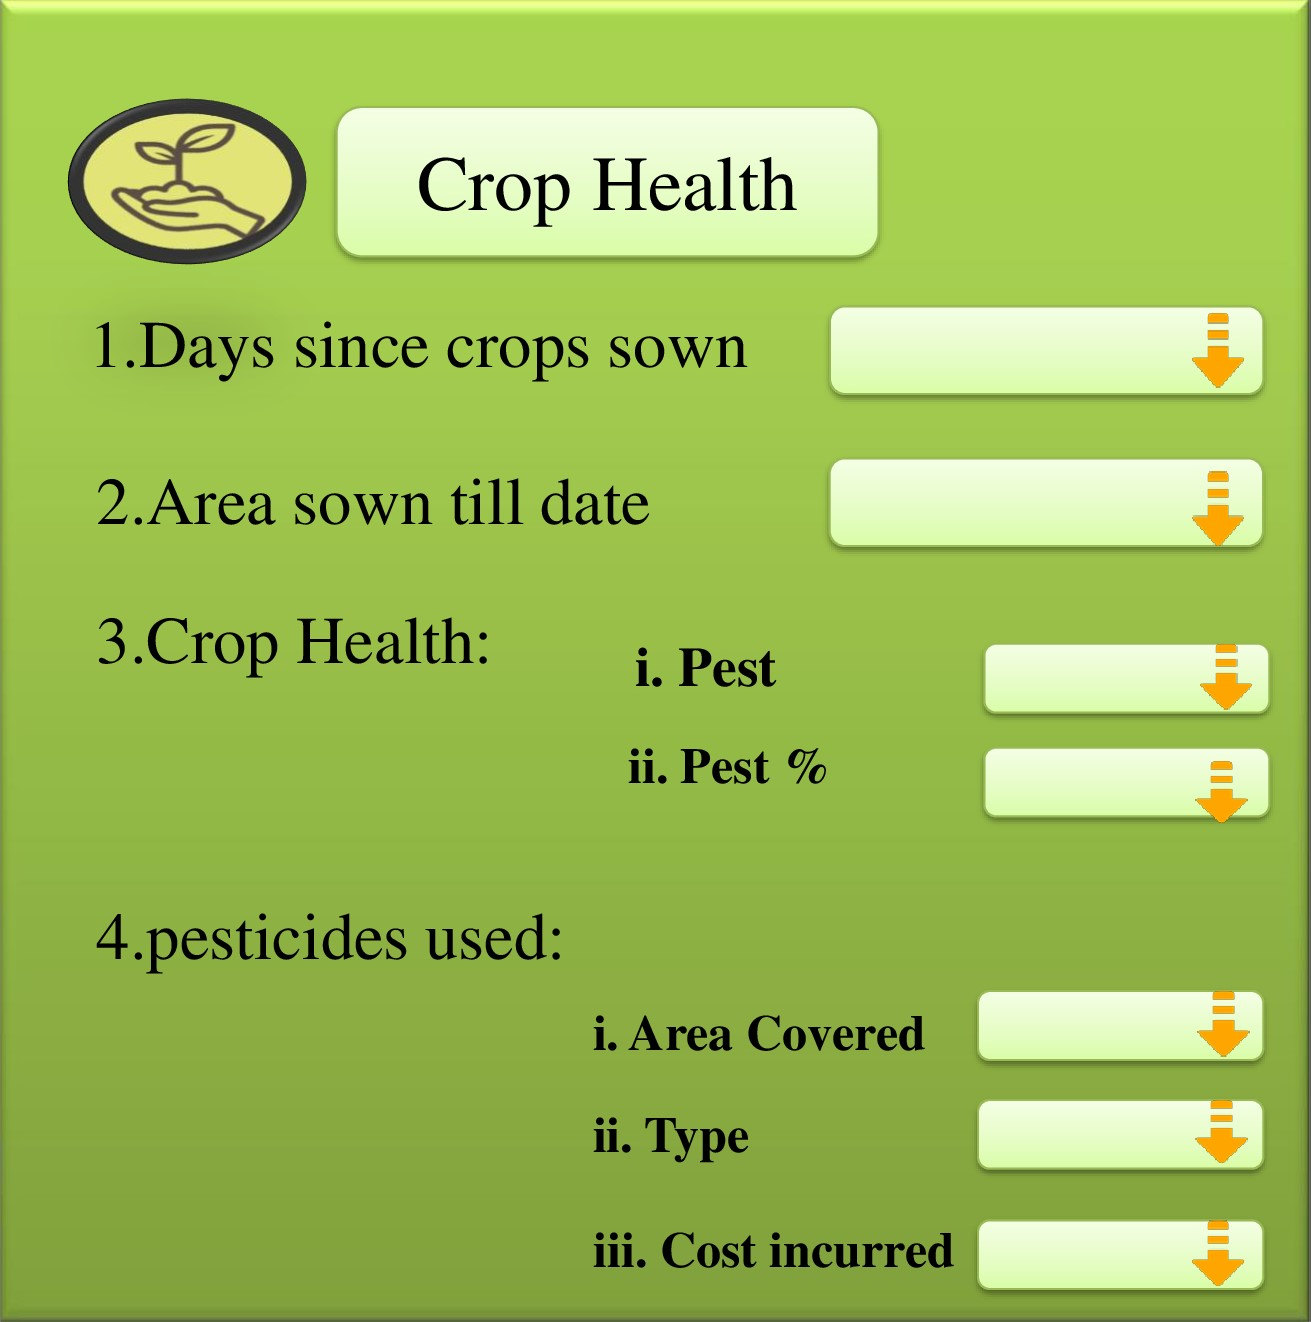 Crop Health
1.Days since crops sown
2.Area sown till date
3.Crop Health:
i. Pest
ii. Pest %
4.pesticides used:
i. Area Covered
ii. Type
iii. Cost incurred